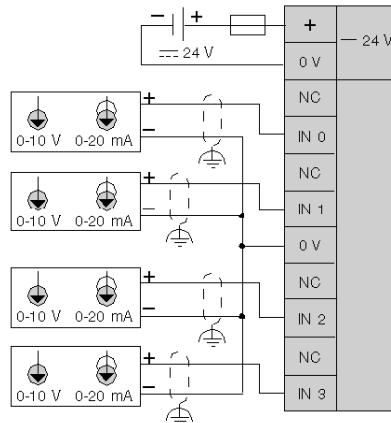 − + +
⎓ 24 V
0 V
— 24 V
NC
+
0-10 V 0-20 mA
−
IN 0
NC
+
0-10 V 0-20 mA
−
IN 1
0 V
NC
+
0-10 V 0-20 mA
−
IN 2
NC
+
0-10 V 0-20 mA
−
IN 3